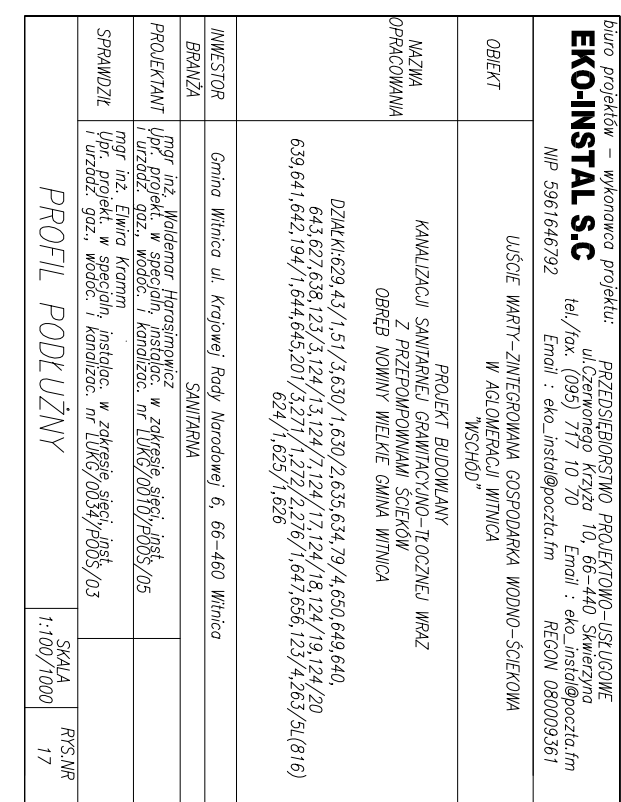 biuro projektów – wykonawca projektu:
EKO-INSTAL S.C
NIP 5961646792
PRZEDSIĘBIORSTWO PROJEKTOWO–USŁUGOWE
ul.Czerwonego Krzyża 10, 66–440 Skwierzyna
tel./fax. (095) 717 10 70 Email : eko_instal@poczta.fm
Email : eko_instal@poczta.fm REGON 080009361
OBIEKT
UJŚCIE WARTY–ZINTEGROWANA GOSPODARKA WODNO–ŚCIEKOWA
W AGLOMERACJI WITNICA
"WSCHÓD"
NAZWA
OPRACOWANIA
PROJEKT BUDOWLANY
KANALIZACJI SANITARNEJ GRAWITACYJNO–TŁOCZNEJ WRAZ
Z PRZEPOMPOWNIAMI ŚCIEKÓW
OBRĘB NOWINY WIELKIE GMINA WITNICA
DZIAŁKI:629,43/1,51/3,630/1,630/2,635,634,79/4,650,649,640,
643,627,638,123/3,124/13,124/7,124/17,124/18,124/19,124/20
639,641,642,194/1,644,645,201/3,271/1,272/2,276/1,647,656,123/4,263/5L(816)
624/1,625/1,626
INWESTOR
Gmina Witnica ul. Krajowej Rady Narodowej 6, 66–460 Witnica
BRANŻA
SANITARNA
PROJEKTANT
mgr inż. Waldemar Harasimowicz
Upr. projekt. w specjaln. instalac. w zakresie sieci, inst.
i urządz. gaz., wodoc. i kanalizac. nr LUKG/0010/POOS/05
SPRAWDZIŁ
mgr inż. Elwira Kramm
Upr. projekt. w specjaln. instalac. w zakresie sieci, inst.
i urządz. gaz., wodoc. i kanalizac. nr LUKG/0034/POOS/03
PROFIL PODŁUŻNY
SKALA
1:100/1000
RYS.NR
17